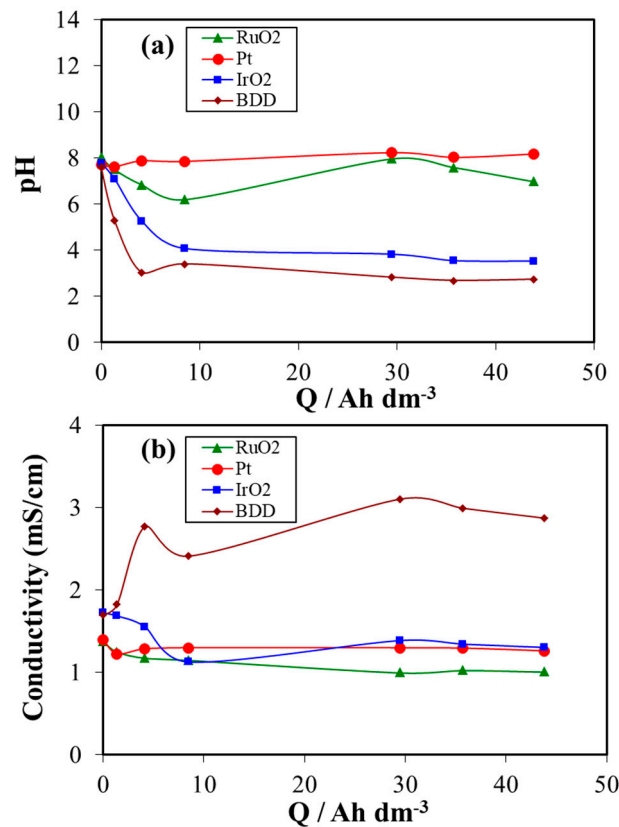 (a)
RuO2
Pt
IrO2
BDD
pH
14
12
10
8
6
4
2
0
0 10 20 30 40 50
Q / Ah dm-3
(b)
RuO2
Pt
IrO2
BDD
Conductivity (mS/cm)
4
3
2
1
0
0 10 20 30 40 50
Q / Ah dm-3